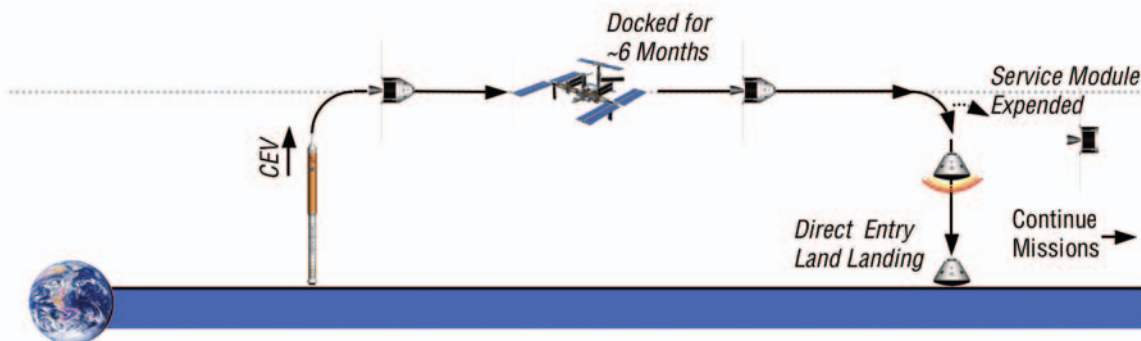 Docked for
~6 Months
Service Module
Expended
CEV
Direct Entry
Land Landing
Continue
Missions